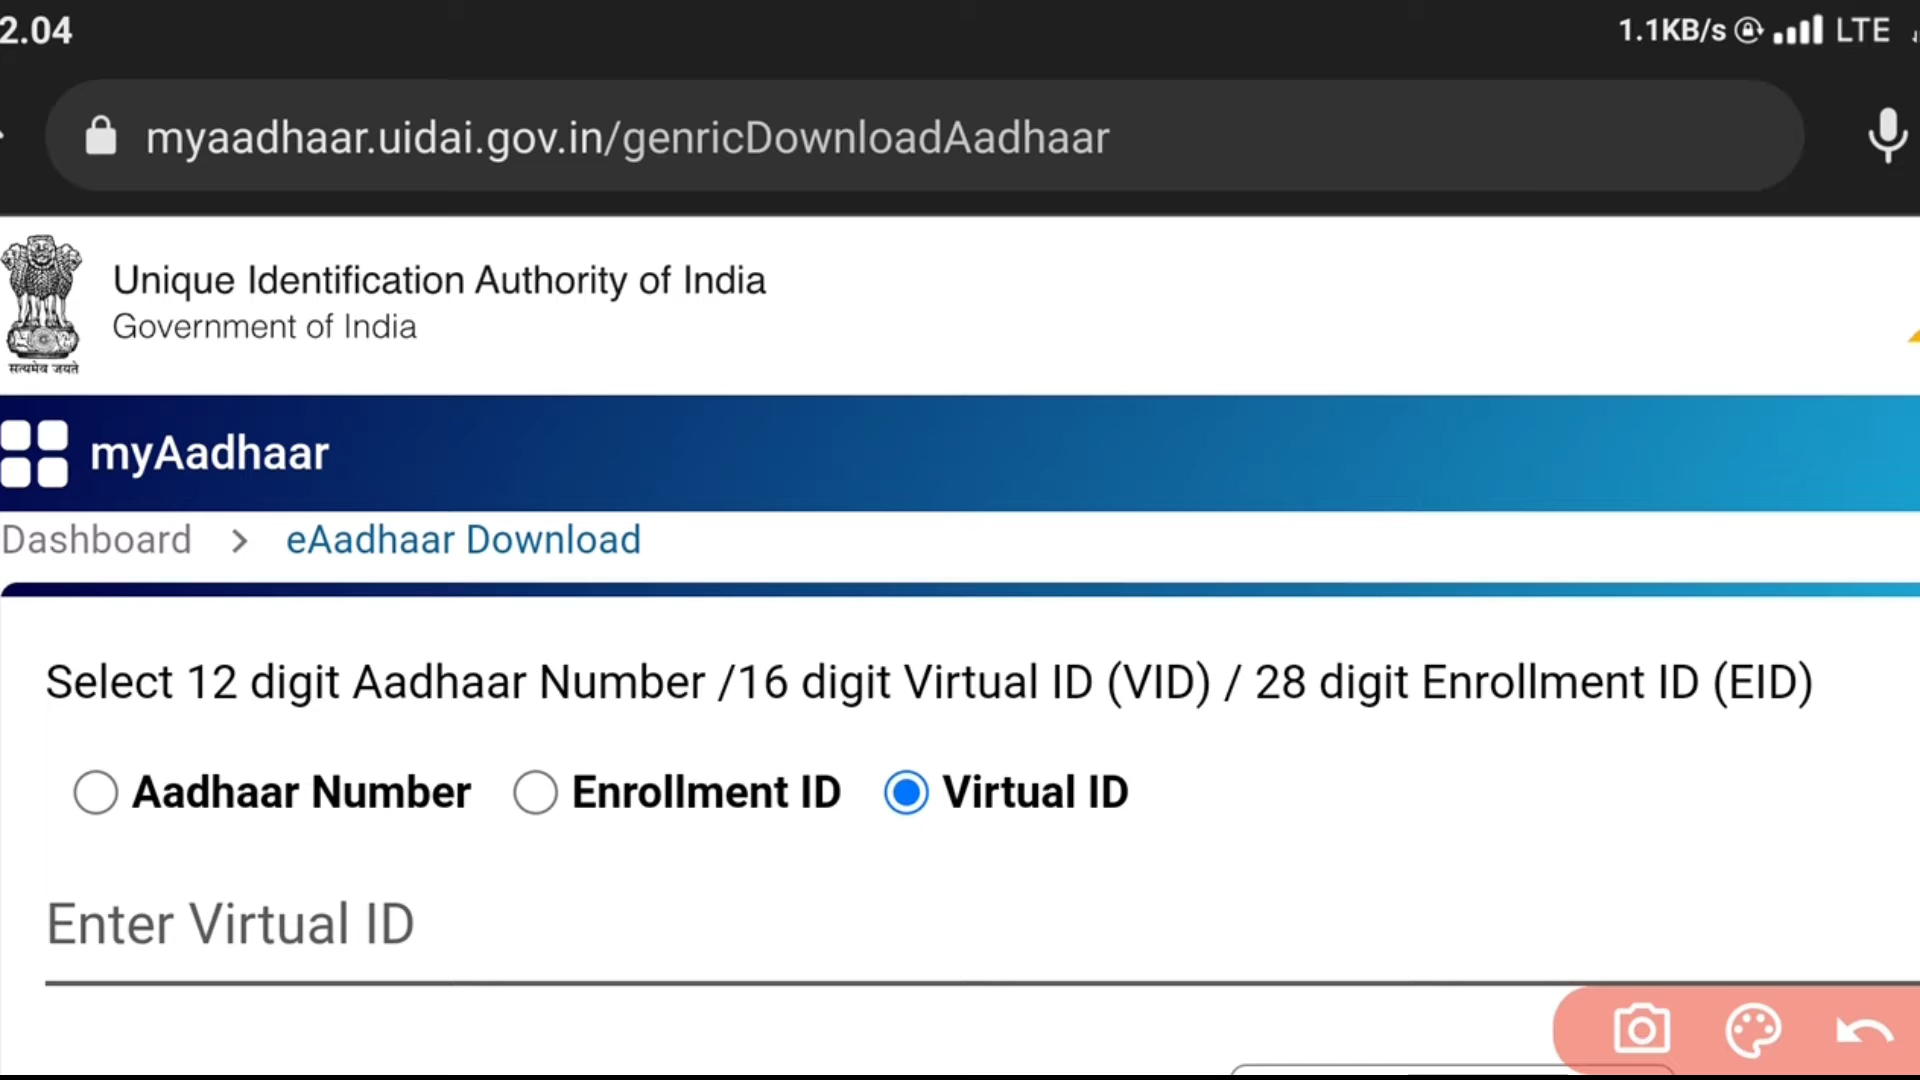 2.04
1.1KB/s LTE
myaadhaar.uidai.gov.in/genricDownloadAadhaar
Unique Identification Authority of India
Government of India
सत्यमेव जयते
myAadhaar
Dashboard > eAadhaar Download
Select 12 digit Aadhaar Number /16 digit Virtual ID (VID) / 28 digit Enrollment ID (EID)
Aadhaar Number Enrollment ID Virtual ID
Enter Virtual ID